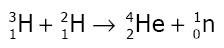 ³₁H + ²₁H → ⁴₂He + ¹₀n